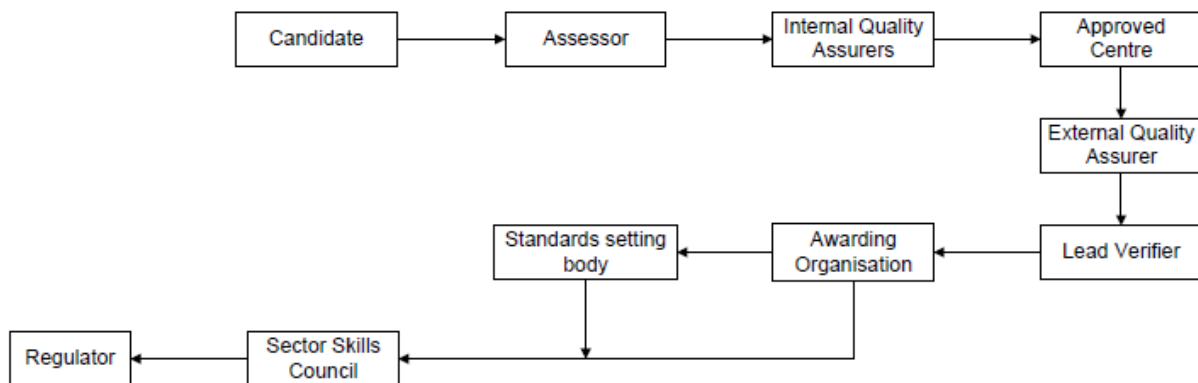 Candidate
Assessor
Internal Quality
Assurers
Approved
Centre
External Quality
Assurer
Lead Verifier
Awarding
Organisation
Standards setting
body
Sector Skills
Council
Regulator